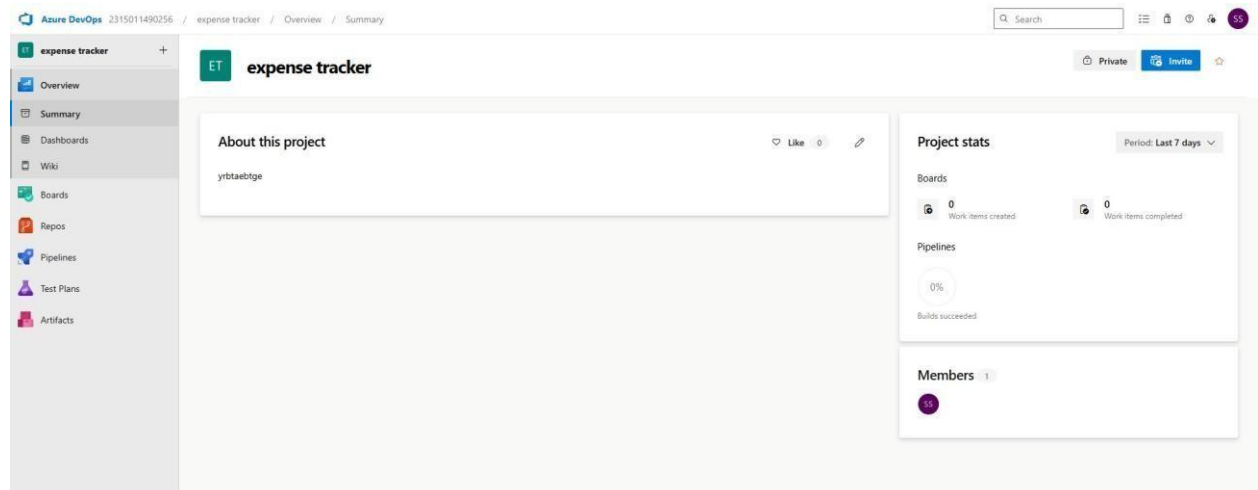 Azure DevOps 2315011490256 / expense tracker / Overview / Summary
Search
SS
ET expense tracker +
Overview
Summary
Dashboards
Wiki
Boards
Repos
Pipelines
Test Plans
Artifacts
ET expense tracker
Private
Invite
About this project
Like 0
yrbtaebtge
Project stats
Period: Last 7 days
Boards
0
Work items created
0
Work items completed
Pipelines
0%
Builds succeeded
Members 1
SS